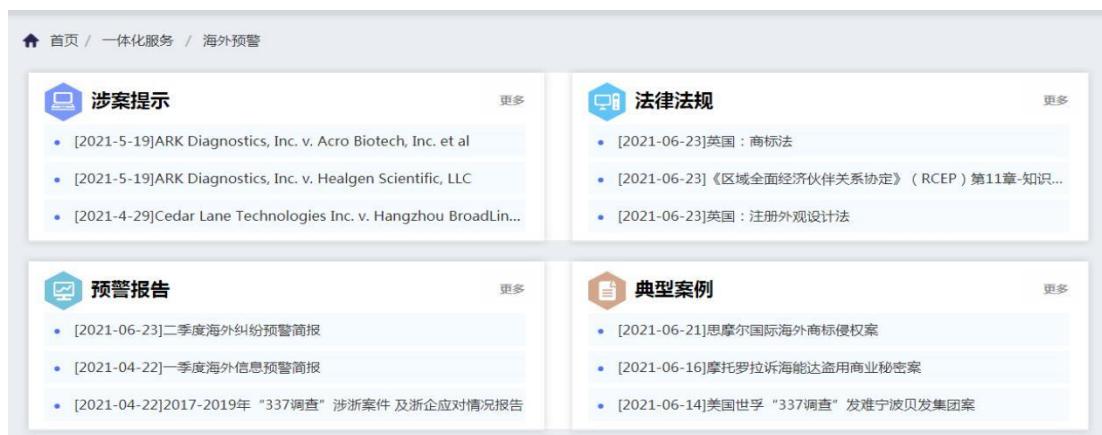 首页 / 一体化服务 / 海外预警
涉案提示 更多
[2021-5-19]ARK Diagnostics, Inc. v. Acro Biotech, Inc. et al
[2021-5-19]ARK Diagnostics, Inc. v. Healgen Scientific, LLC
[2021-4-29]Cedar Lane Technologies Inc. v. Hangzhou BroadLin...
法律法规 更多
[2021-06-23]英国：商标法
[2021-06-23]《区域全面经济伙伴关系协定》（RCEP）第11章-知识...
[2021-06-23]英国：注册外观设计法
预警报告 更多
[2021-06-23]二季度海外纠纷预警简报
[2021-04-22]一季度海外信息预警简报
[2021-04-22]2017-2019年“337调查”涉浙案件 及浙企应对情况报告
典型案例 更多
[2021-06-21]思摩尔国际海外商标侵权案
[2021-06-16]摩托罗拉诉海能达盗用商业秘密案
[2021-06-14]美国世孚“337调查”发难宁波贝发集团案